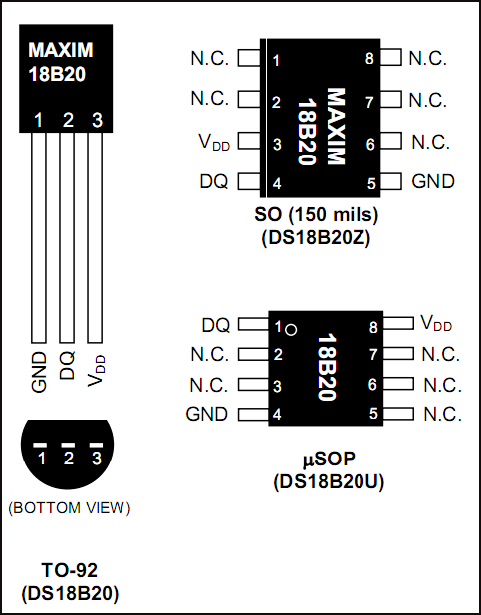 MAXIM
18B20
1 2 3
GND DQ VDD
1 2 3
(BOTTOM VIEW)
TO-92
(DS18B20)
N.C. 1 8 N.C.
N.C. 2 7 N.C.
VDD 3 6 N.C.
DQ 4 5 GND
MAXIM
18B20
SO (150 mils)
(DS18B20Z)
DQ 1 8 VDD
N.C. 2 7 N.C.
N.C. 3 6 N.C.
GND 4 5 N.C.
18B20
μSOP
(DS18B20U)